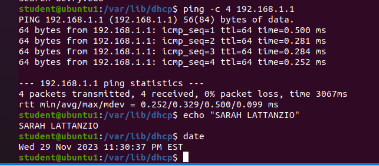 student@ubuntu1:/var/lib/dhcp$ ping -c 4 192.168.1.1
PING 192.168.1.1 (192.168.1.1) 56(84) bytes of data.
64 bytes from 192.168.1.1: icmp_seq=1 ttl=64 time=0.500 ms
64 bytes from 192.168.1.1: icmp_seq=2 ttl=64 time=0.281 ms
64 bytes from 192.168.1.1: icmp_seq=3 ttl=64 time=0.284 ms
64 bytes from 192.168.1.1: icmp_seq=4 ttl=64 time=0.252 ms
--- 192.168.1.1 ping statistics ---
4 packets transmitted, 4 received, 0% packet loss, time 3067ms
rtt min/avg/max/mdev = 0.252/0.329/0.500/0.099 ms
student@ubuntu1:/var/lib/dhcp$ echo "SARAH LATTANZIO"
SARAH LATTANZIO
student@ubuntu1:/var/lib/dhcp$ date
Wed 29 Nov 2023 11:30:37 PM EST
student@ubuntu1:/var/lib/dhcp$